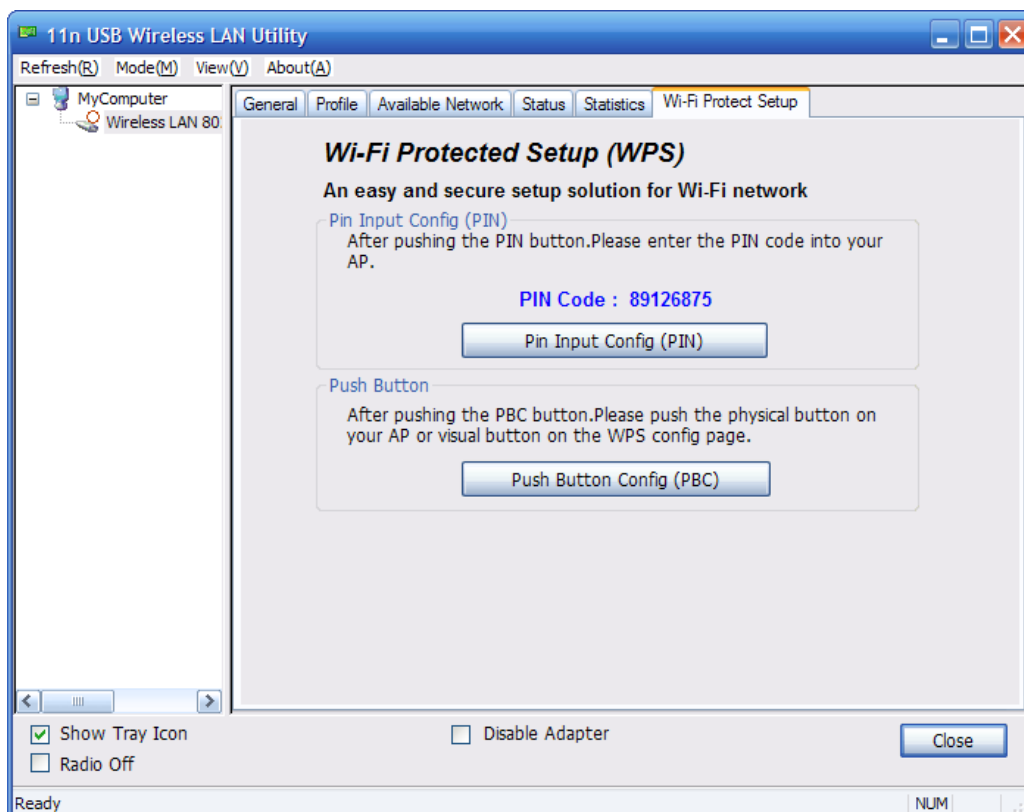 11n USB Wireless LAN Utility
Refresh(R) Mode(M) View(V) About(A)
MyComputer
Wireless LAN 80
General Profile Available Network Status Statistics Wi-Fi Protect Setup
Wi-Fi Protected Setup (WPS)
An easy and secure setup solution for Wi-Fi network
Pin Input Config (PIN)
After pushing the PIN button.Please enter the PIN code into your
AP.
PIN Code : 89126875
Pin Input Config (PIN)
Push Button
After pushing the PBC button.Please push the physical button on
your AP or visual button on the WPS config page.
Push Button Config (PBC)
Show Tray Icon
Disable Adapter
Close
Radio Off
Ready
NUM